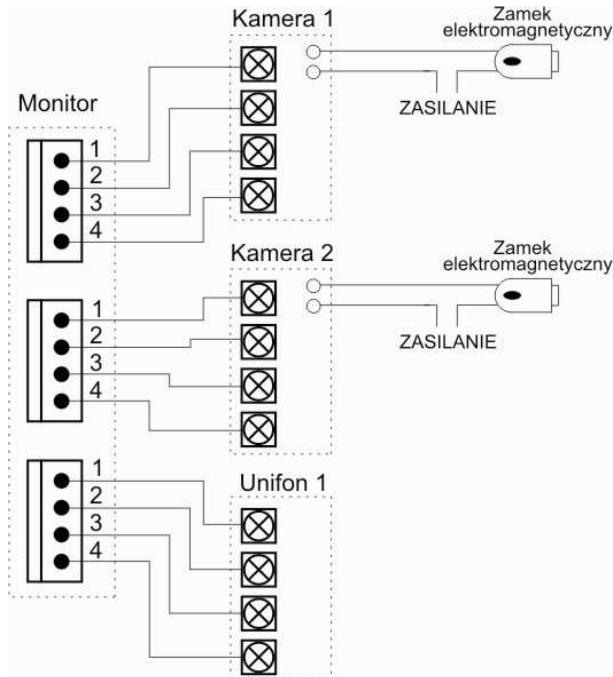 Kamera 1
Zamek
elektromagnetyczny
ZASILANIE
Monitor
1
2
3
4
Kamera 2
Zamek
elektromagnetyczny
ZASILANIE
1
2
3
4
Unifon 1
1
2
3
4